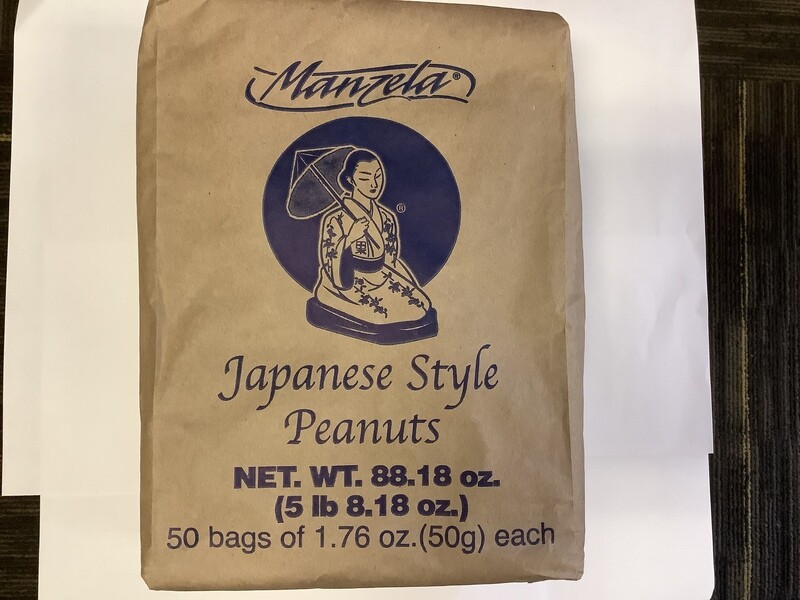 Manzela®
®
Japanese Style
Peanuts
NET. WT. 88.18 oz.
(5 lb 8.18 oz.)
50 bags of 1.76 oz.(50g) each